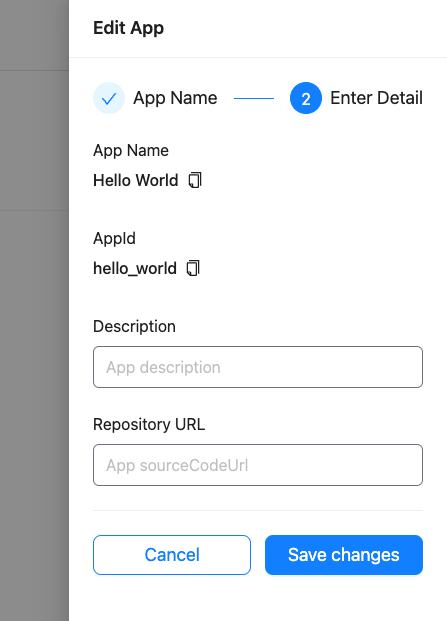 Edit App
App Name
2 Enter Detail
App Name
Hello World
AppId
hello_world
Description
App description
Repository URL
App sourceCodeUrl
Cancel
Save changes